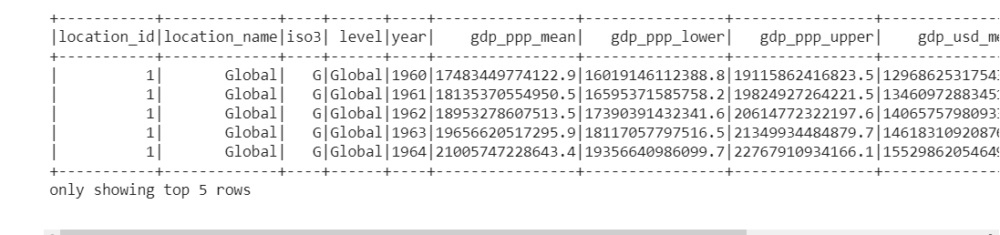 +-----------+-------------+----+------+----+----------------+----------------+----------------+-------------
|location_id|location_name|iso3| level|year|    gdp_ppp_mean|   gdp_ppp_lower|   gdp_ppp_upper|    gdp_usd_me
+-----------+-------------+----+------+----+----------------+----------------+----------------+-------------
|          1|       Global|   G|Global|1960|17483449774122.9|16019146112388.8|19115862416823.5|1296862531754
|          1|       Global|   G|Global|1961|18135370554950.5|16595371585758.2|19824927264221.5|1346097288345
|          1|       Global|   G|Global|1962|18953278607513.5|17390391432341.6|20614772322197.6|1406575798093
|          1|       Global|   G|Global|1963|19656620517295.9|18117057797516.5|21349934484879.7|1461831092087
|          1|       Global|   G|Global|1964|21005747228643.4|19356640986099.7|22767910934166.1|1552986205464
+-----------+-------------+----+------+----+----------------+----------------+----------------+-------------
only showing top 5 rows